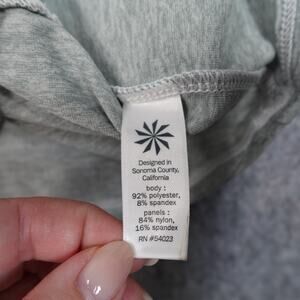 Designed in
Sonoma County,
California
body :
92% polyester,
8% spandex
panels :
84% nylon,
16% spandex
RN #54023